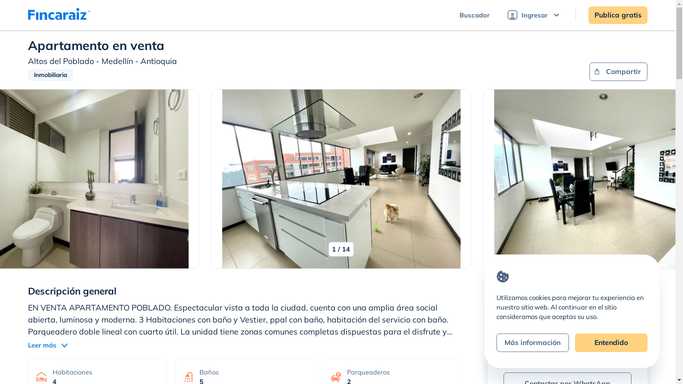 Fincaraiz
Buscador
Ingresar
Publica gratis
Apartamento en venta
Altos del Poblado - Medellín - Antioquia
Inmobiliaria
Compartir
1 / 14
Descripción general
EN VENTA APARTAMENTO POBLADO. Espectacular vista a toda la ciudad, cuenta con una amplia área social
abierta, luminosa y moderna. 3 Habitaciones con baño y Vestier, ppal con baño, habitación del servicio con baño.
Parqueadero doble lineal con cuarto útil. La unidad tiene zonas comunes completas dispuestas para el disfrute y...
Leer más
Habitaciones
4
Baños
5
Parqueaderos
2
Utilizamos cookies para mejorar tu experiencia en
nuestro sitio web. Al continuar en el sitio
consideramos que aceptas su uso.
Más información
Entendido
Contactar por WhatsApp